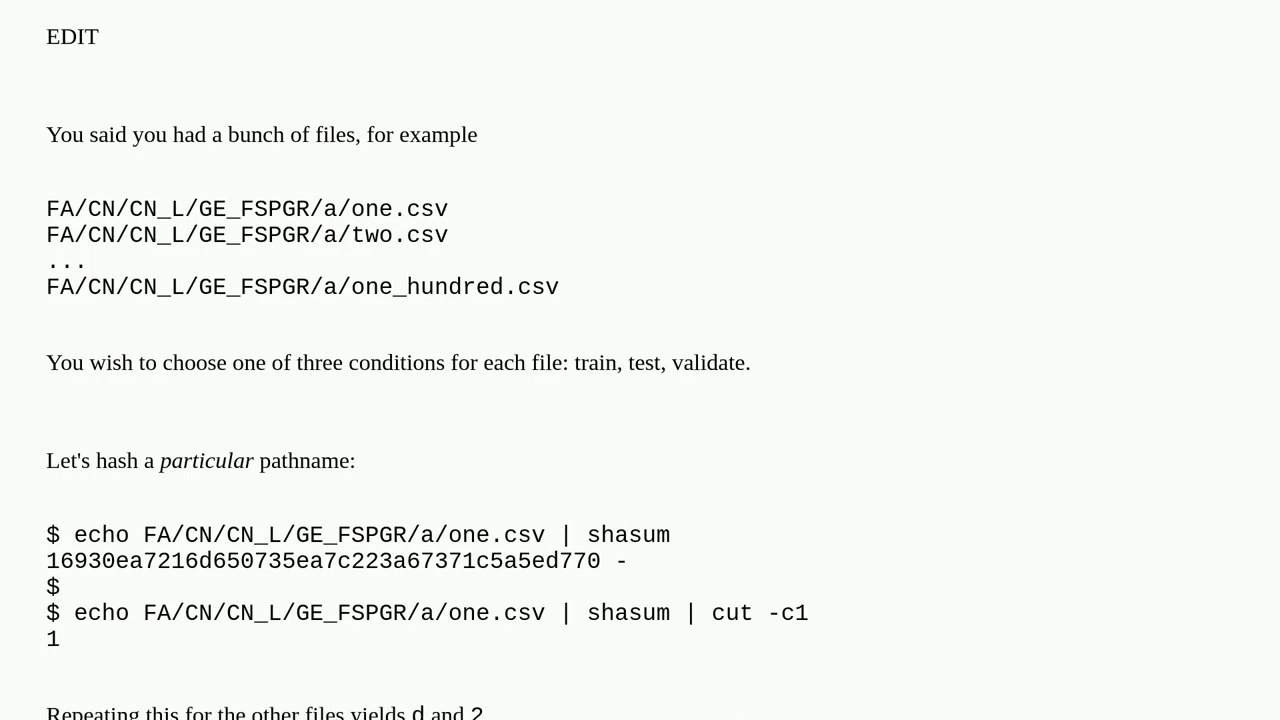 EDIT
You said you had a bunch of files, for example
FA/CN/CN_L/GE_FSPGR/a/one.csv
FA/CN/CN_L/GE_FSPGR/a/two.csv
...
FA/CN/CN_L/GE_FSPGR/a/one_hundred.csv
You wish to choose one of three conditions for each file: train, test, validate.
Let's hash a particular pathname:
$ echo FA/CN/CN_L/GE_FSPGR/a/one.csv | shasum
16930ea7216d650735ea7c223a67371c5a5ed770 -
$
$ echo FA/CN/CN_L/GE_FSPGR/a/one.csv | shasum | cut -c1
1
Repeating this for the other files yields d and 2